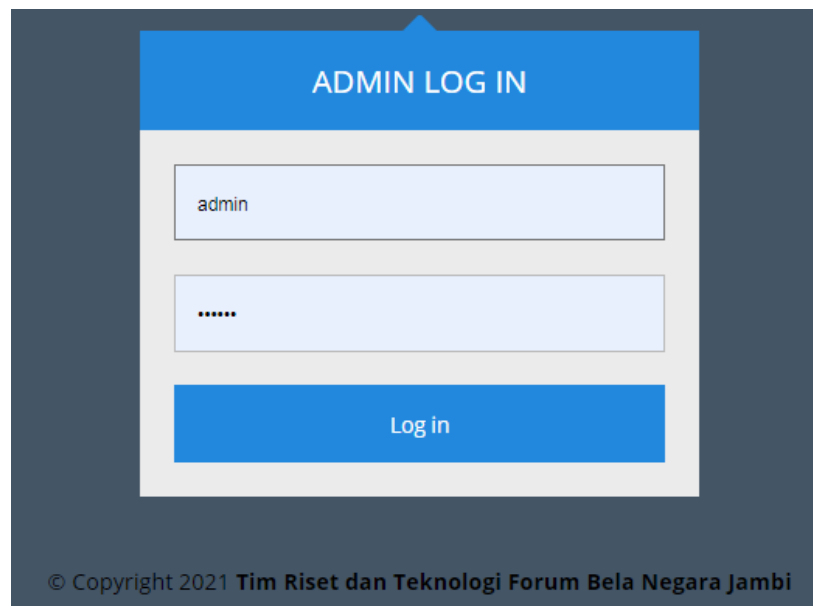 ADMIN LOG IN
admin
••••••
Log in
© Copyright 2021 Tim Riset dan Teknologi Forum Bela Negara Jambi